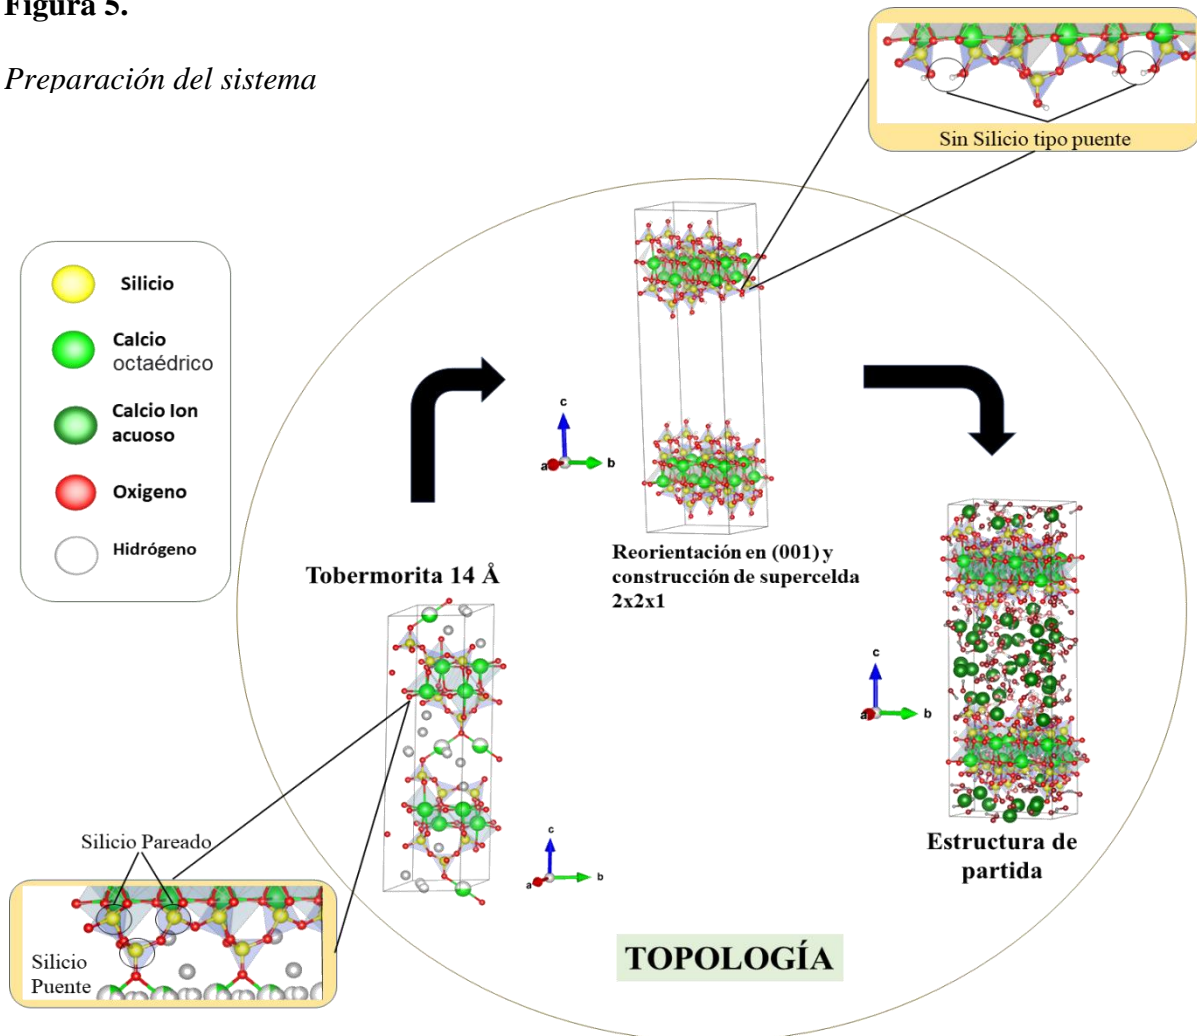 Figura 5.
Preparación del sistema
Sin Silicio tipo puente
Silicio
Calcio
octaédrico
Calcio Ion
acuoso
Oxigeno
Hidrógeno
c
a
b
Reorientación en (001) y
construcción de supercelda
2x2x1
Tobermorita 14 Å
c
a
b
c
a
b
Estructura de
partida
Silicio Pareado
Silicio
Puente
TOPOLOGÍA